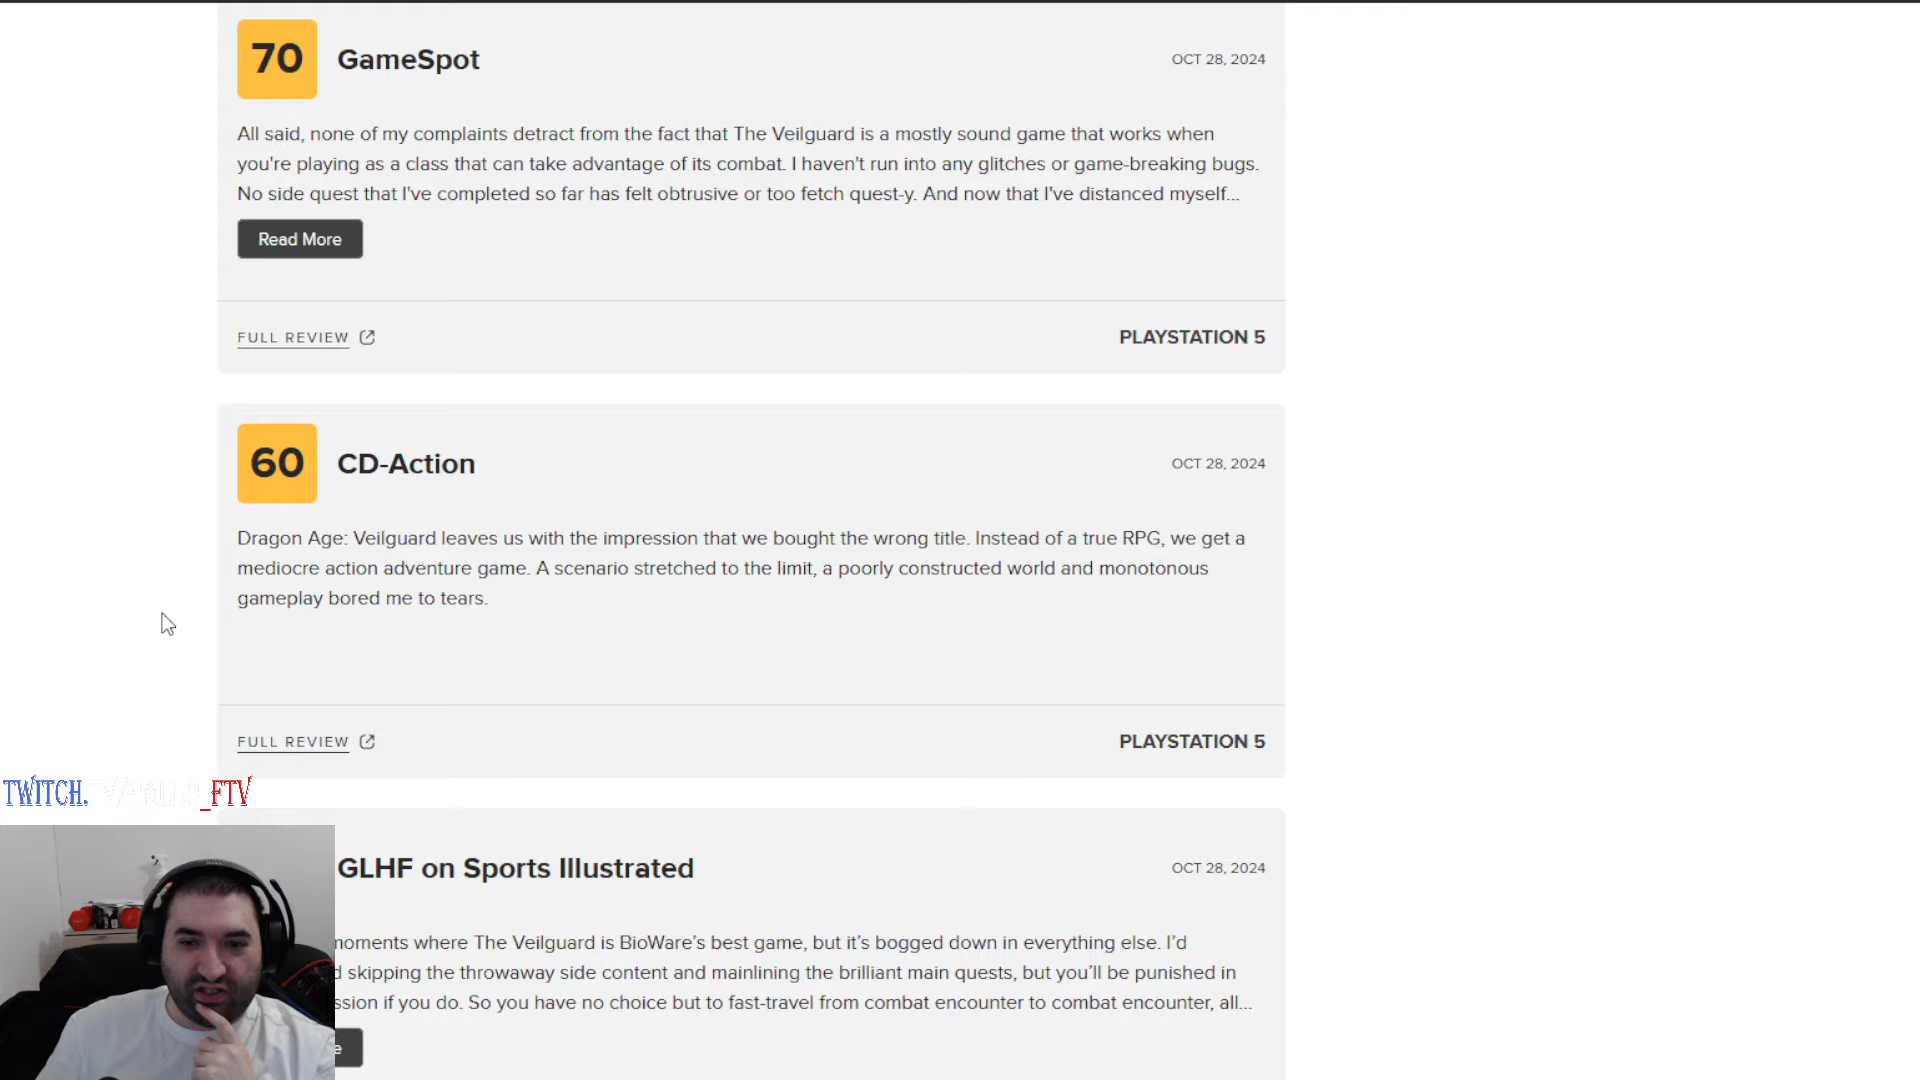 70 GameSpot OCT 28, 2024
All said, none of my complaints detract from the fact that The Veilguard is a mostly sound game that works when
you're playing as a class that can take advantage of its combat. I haven't run into any glitches or game-breaking bugs.
No side quest that I've completed so far has felt obtrusive or too fetch quest-y. And now that I've distanced myself...
Read More
FULL REVIEW PLAYSTATION 5
60 CD-Action OCT 28, 2024
Dragon Age: Veilguard leaves us with the impression that we bought the wrong title. Instead of a true RPG, we get a
mediocre action adventure game. A scenario stretched to the limit, a poorly constructed world and monotonous
gameplay bored me to tears.
FULL REVIEW PLAYSTATION 5
TWITCH. _FTV
GLHF on Sports Illustrated OCT 28, 2024
moments where The Veilguard is BioWare's best game, but it's bogged down in everything else. I'd
skipping the throwaway side content and mainlining the brilliant main quests, but you'll be punished in
if you do. So you have no choice but to fast-travel from combat encounter to combat encounter, all...